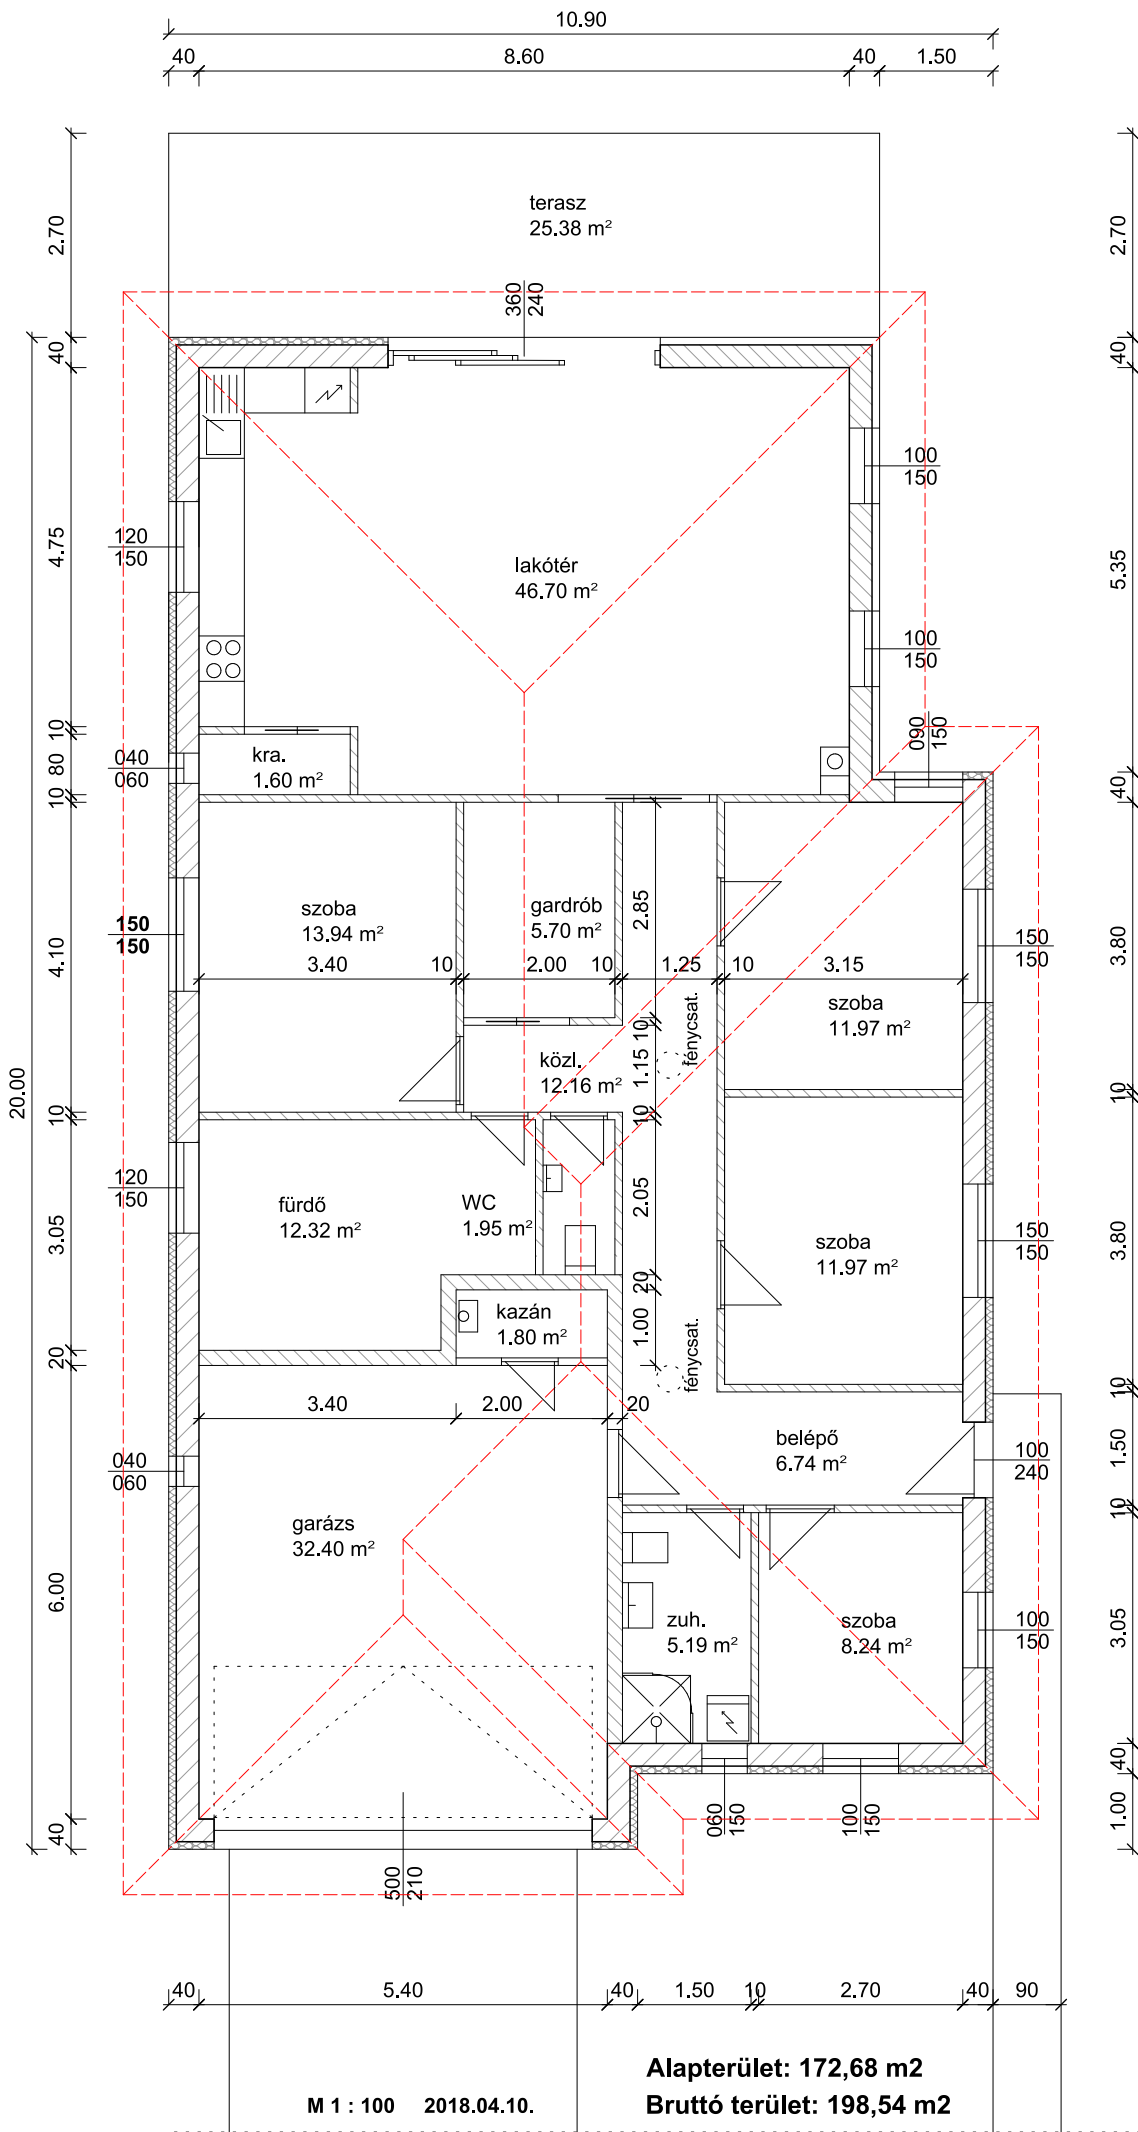 10.90
40 8.60 40 1.50
terasz
25.38 m²
2.70
2.70
360
240
40
40
100
150
120
150
4.75
5.35
lakótér
46.70 m²
100
150
090
150
10
040
060
80
kra.
1.60 m²
10
40
150
150
4.10
szoba
13.94 m²
gardrób
5.70 m²
2.85
150
150
3.80
3.40 10 2.00 10 1.25 10 3.15
szoba
11.97 m²
fénycsat.
10
közl.
12.16 m²
1.15
20.00
10
10
10
120
150
3.05
fürdő
12.32 m²
WC
1.95 m²
2.05
szoba
11.97 m²
150
150
3.80
20
kazán
1.80 m²
1.00
fénycsat.
20
10
3.40 2.00 20
040
060
belépő
6.74 m²
100
240
1.50
10
garázs
32.40 m²
6.00
zuh.
5.19 m²
szoba
8.24 m²
100
150
3.05
40
060
150
100
150
1.00
40
500
210
40 5.40 40 1.50 10 2.70 40 90
Alapterület: 172,68 m2
M 1 : 100 2018.04.10.
Bruttó terület: 198,54 m2